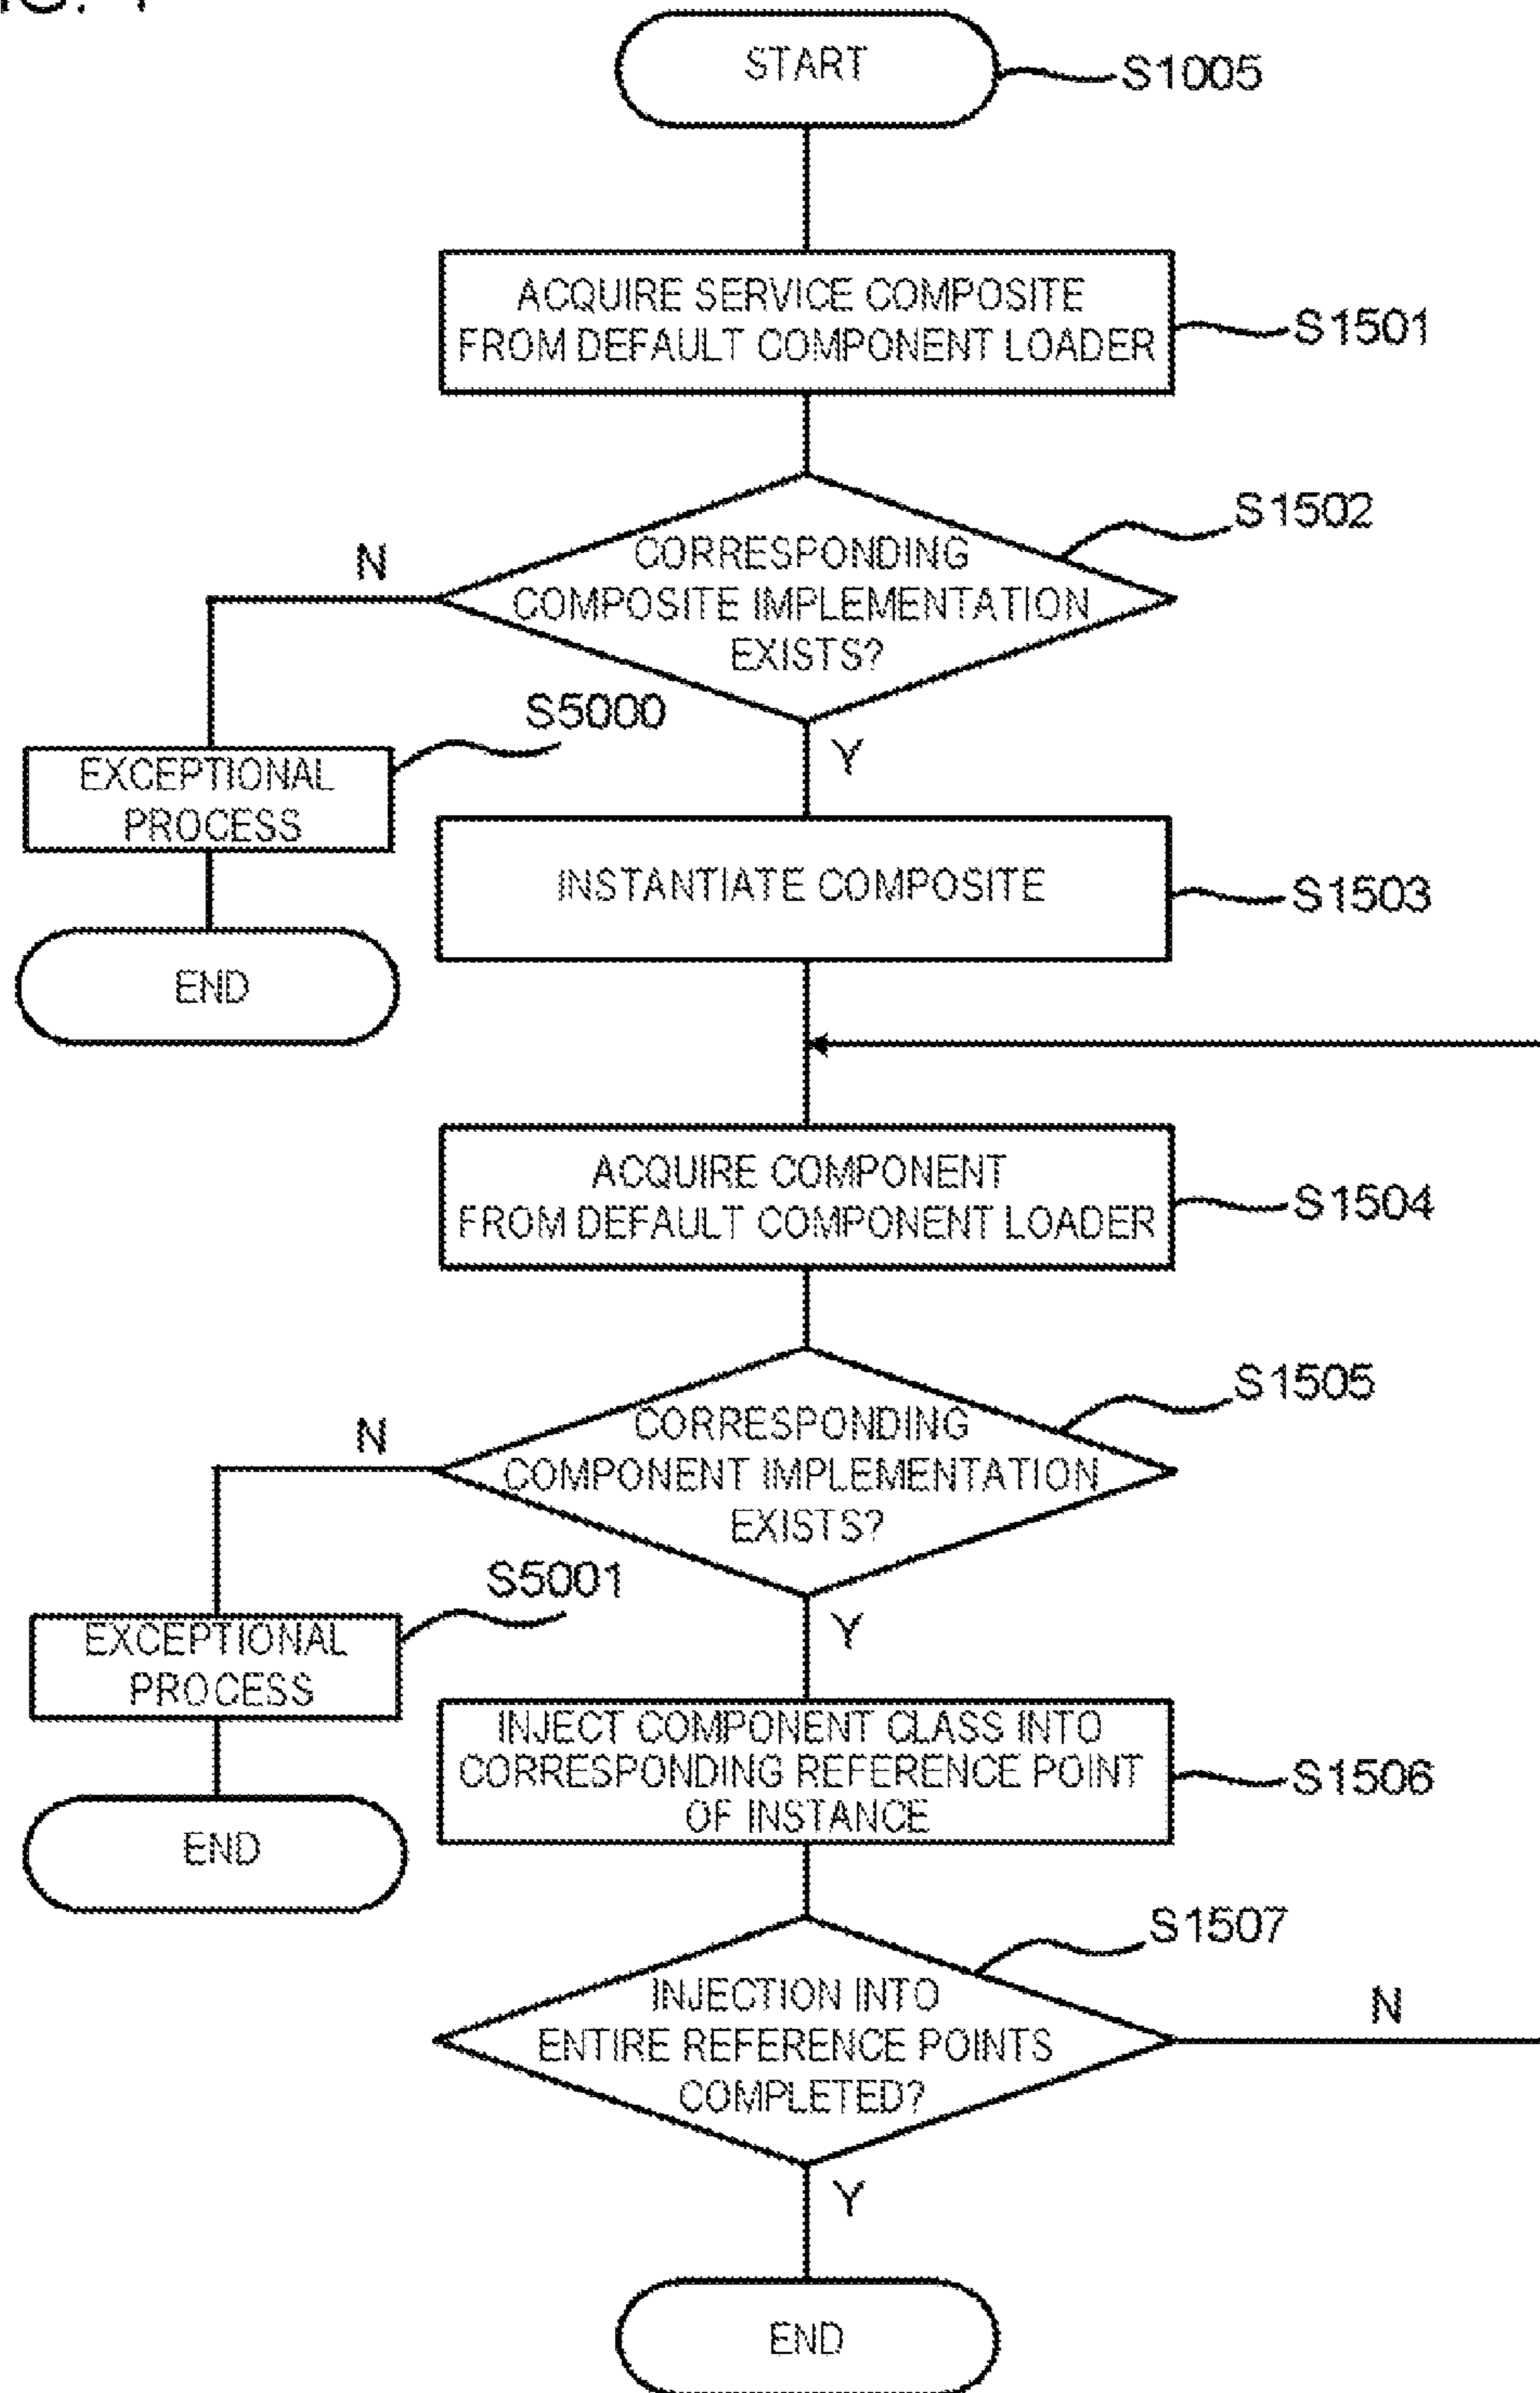 START
S1005
ACQUIRE SERVICE COMPOSITE
FROM DEFAULT COMPONENT LOADER
S1501
S1502
CORRESPONDING
COMPOSITE IMPLEMENTATION
EXISTS?
N
Y
S5000
EXCEPTIONAL
PROCESS
END
INSTANTIATE COMPOSITE
S1503
ACQUIRE COMPONENT
FROM DEFAULT COMPONENT LOADER
S1504
S1505
CORRESPONDING
COMPONENT IMPLEMENTATION
EXISTS?
N
Y
S5001
EXCEPTIONAL
PROCESS
END
INJECT COMPONENT CLASS INTO
CORRESPONDING REFERENCE POINT
OF INSTANCE
S1506
S1507
INJECTION INTO
ENTIRE REFERENCE POINTS
COMPLETED?
N
Y
END